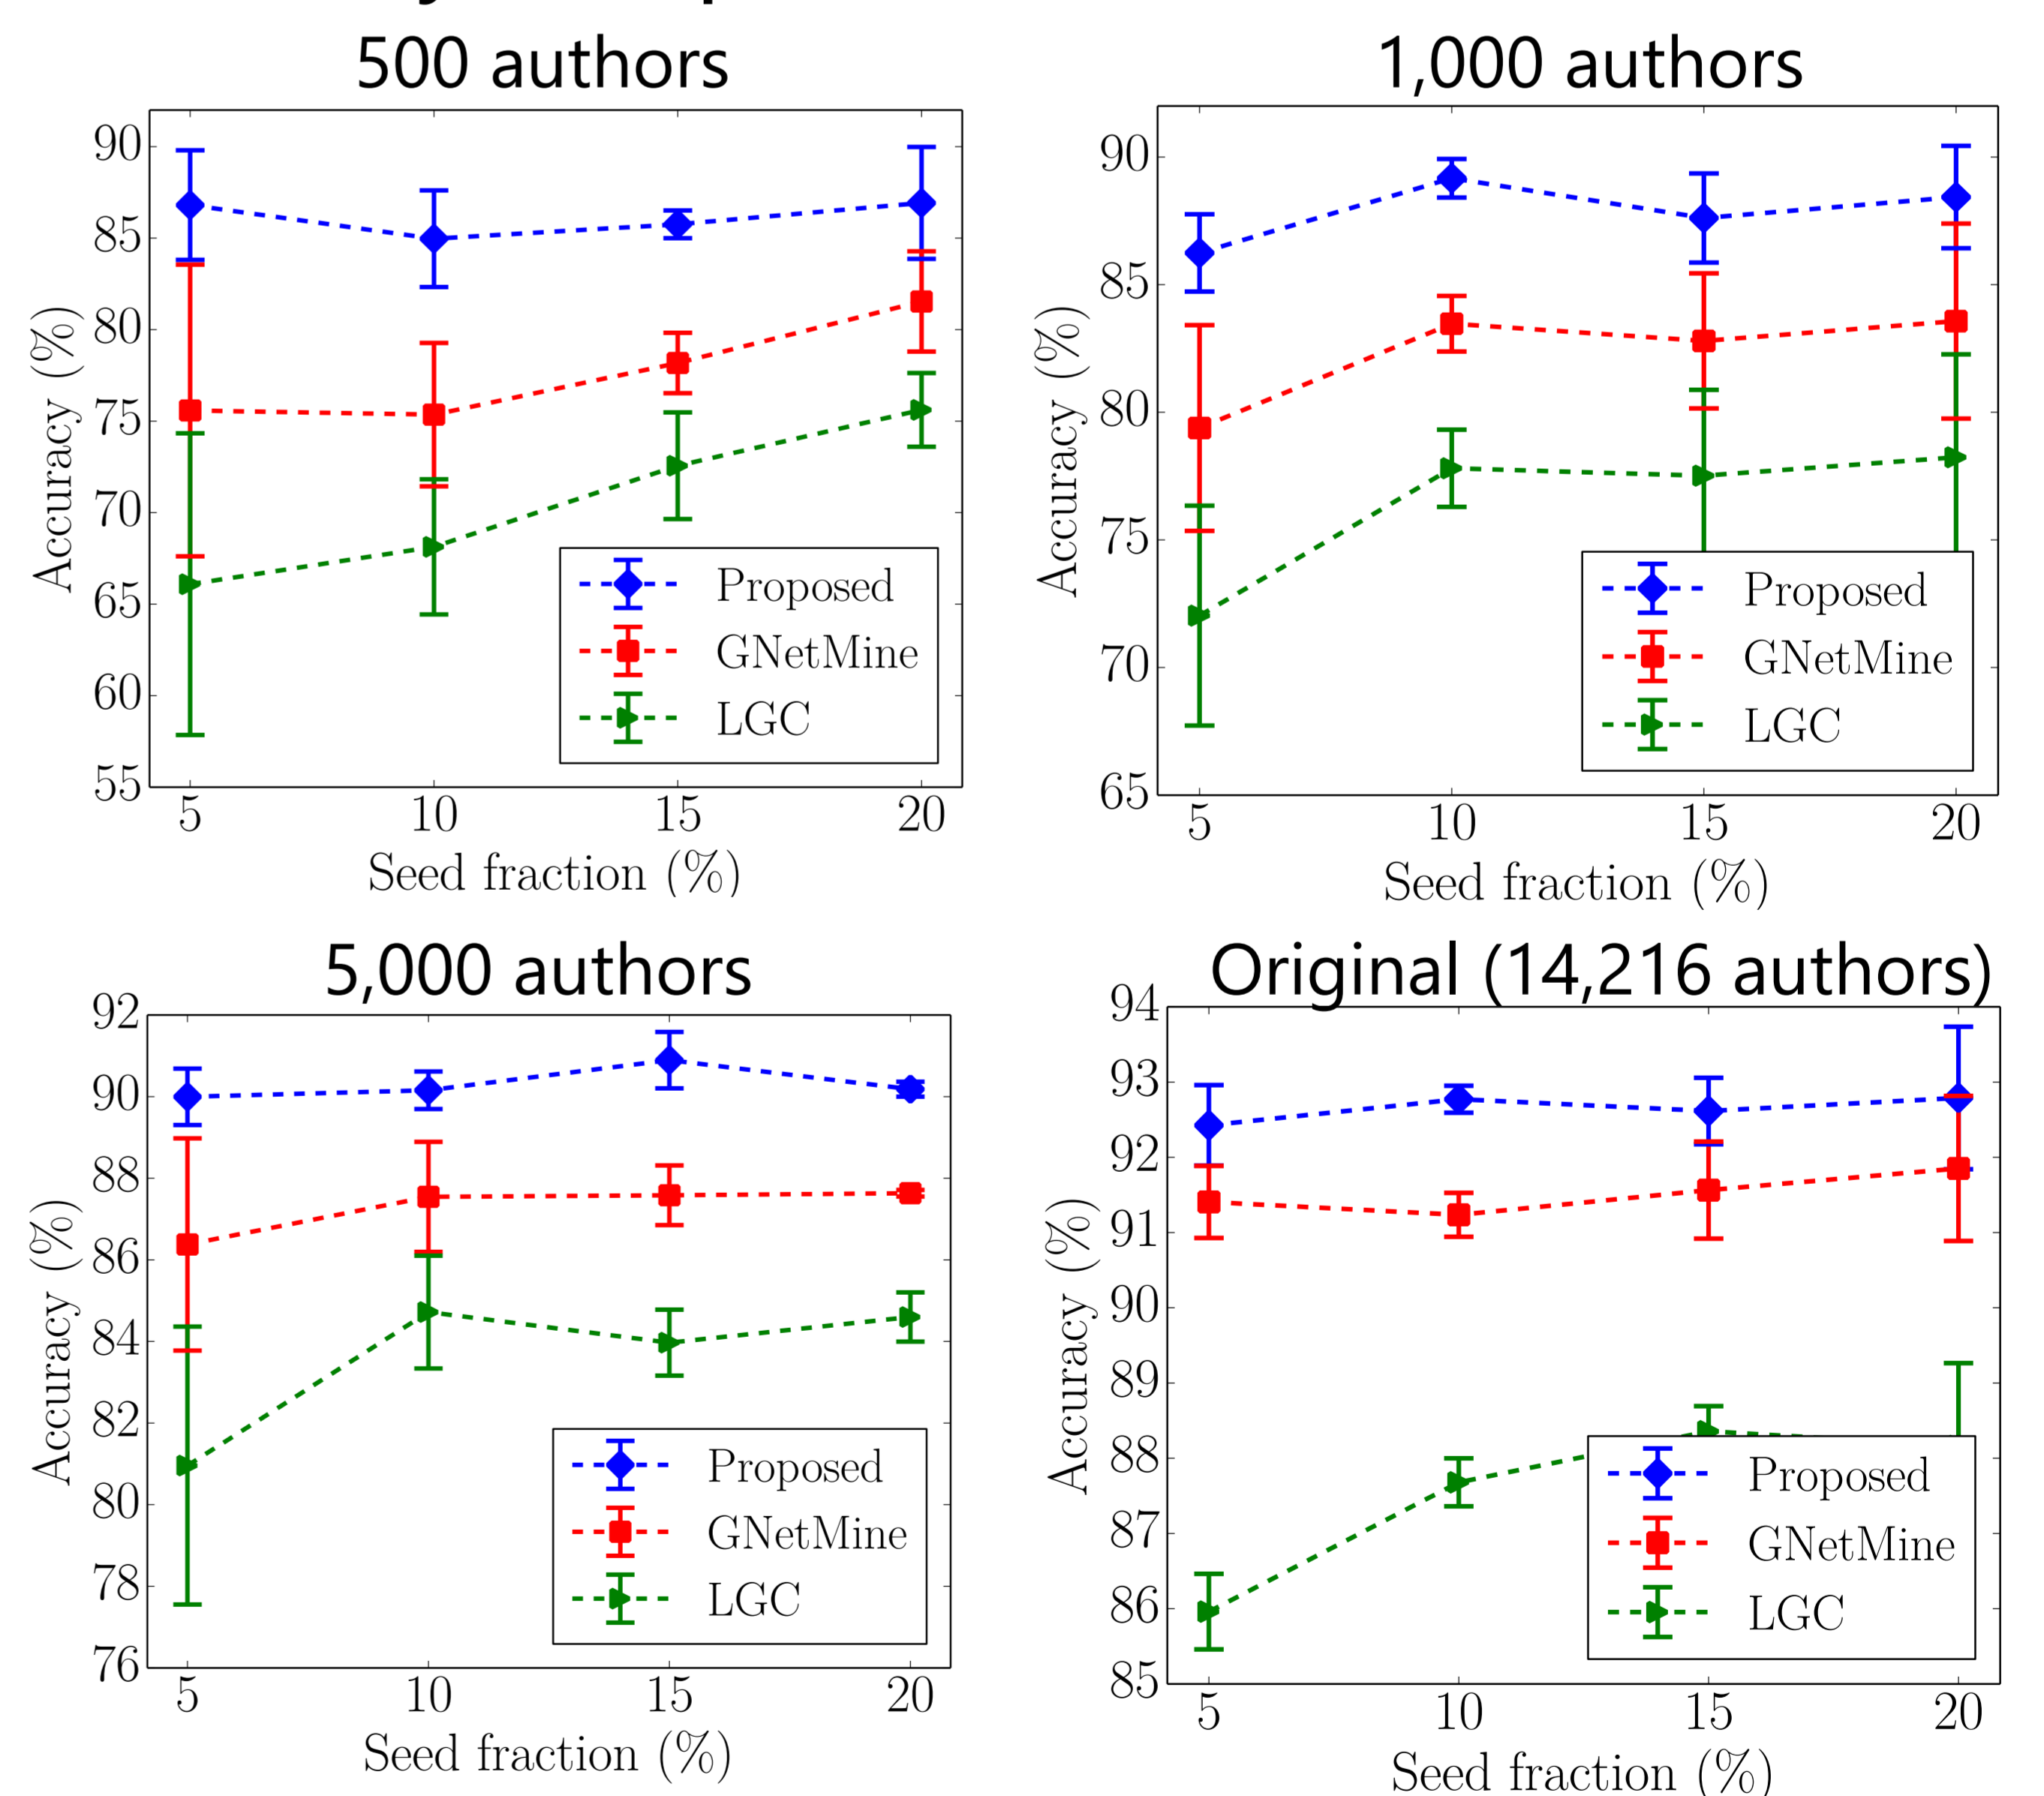 500 authors
90
85
80
75
70
65
60
55
Accuracy (%)
Proposed
GNetMine
LGC
5 10 15 20
Seed fraction (%)
1,000 authors
90
85
80
75
70
65
Accuracy (%)
Proposed
GNetMine
LGC
5 10 15 20
Seed fraction (%)
5,000 authors
92
90
88
86
84
82
80
78
76
Accuracy (%)
Proposed
GNetMine
LGC
5 10 15 20
Seed fraction (%)
Original (14,216 authors)
94
93
92
91
90
89
88
87
86
85
Accuracy (%)
Proposed
GNetMine
LGC
5 10 15 20
Seed fraction (%)